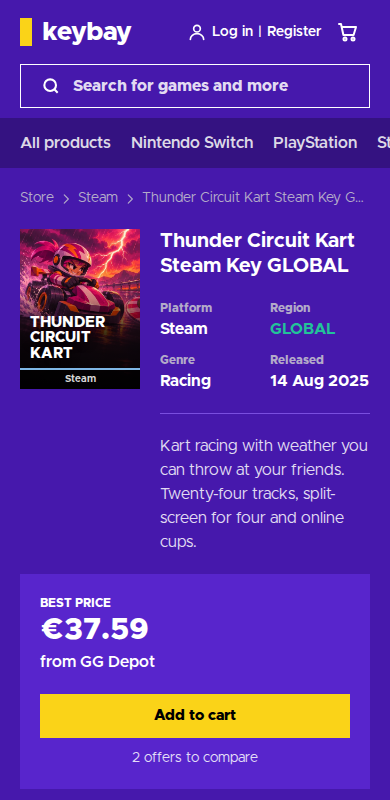 keybay
Log in | Register
Search for games and more
All products Nintendo Switch PlayStation St
Store > Steam > Thunder Circuit Kart Steam Key G...
THUNDER
CIRCUIT
KART
Steam
Thunder Circuit Kart
Steam Key GLOBAL
Platform Region
Steam GLOBAL
Genre Released
Racing 14 Aug 2025
Kart racing with weather you
can throw at your friends.
Twenty-four tracks, split-
screen for four and online
cups.
BEST PRICE
€37.59
from GG Depot
Add to cart
2 offers to compare